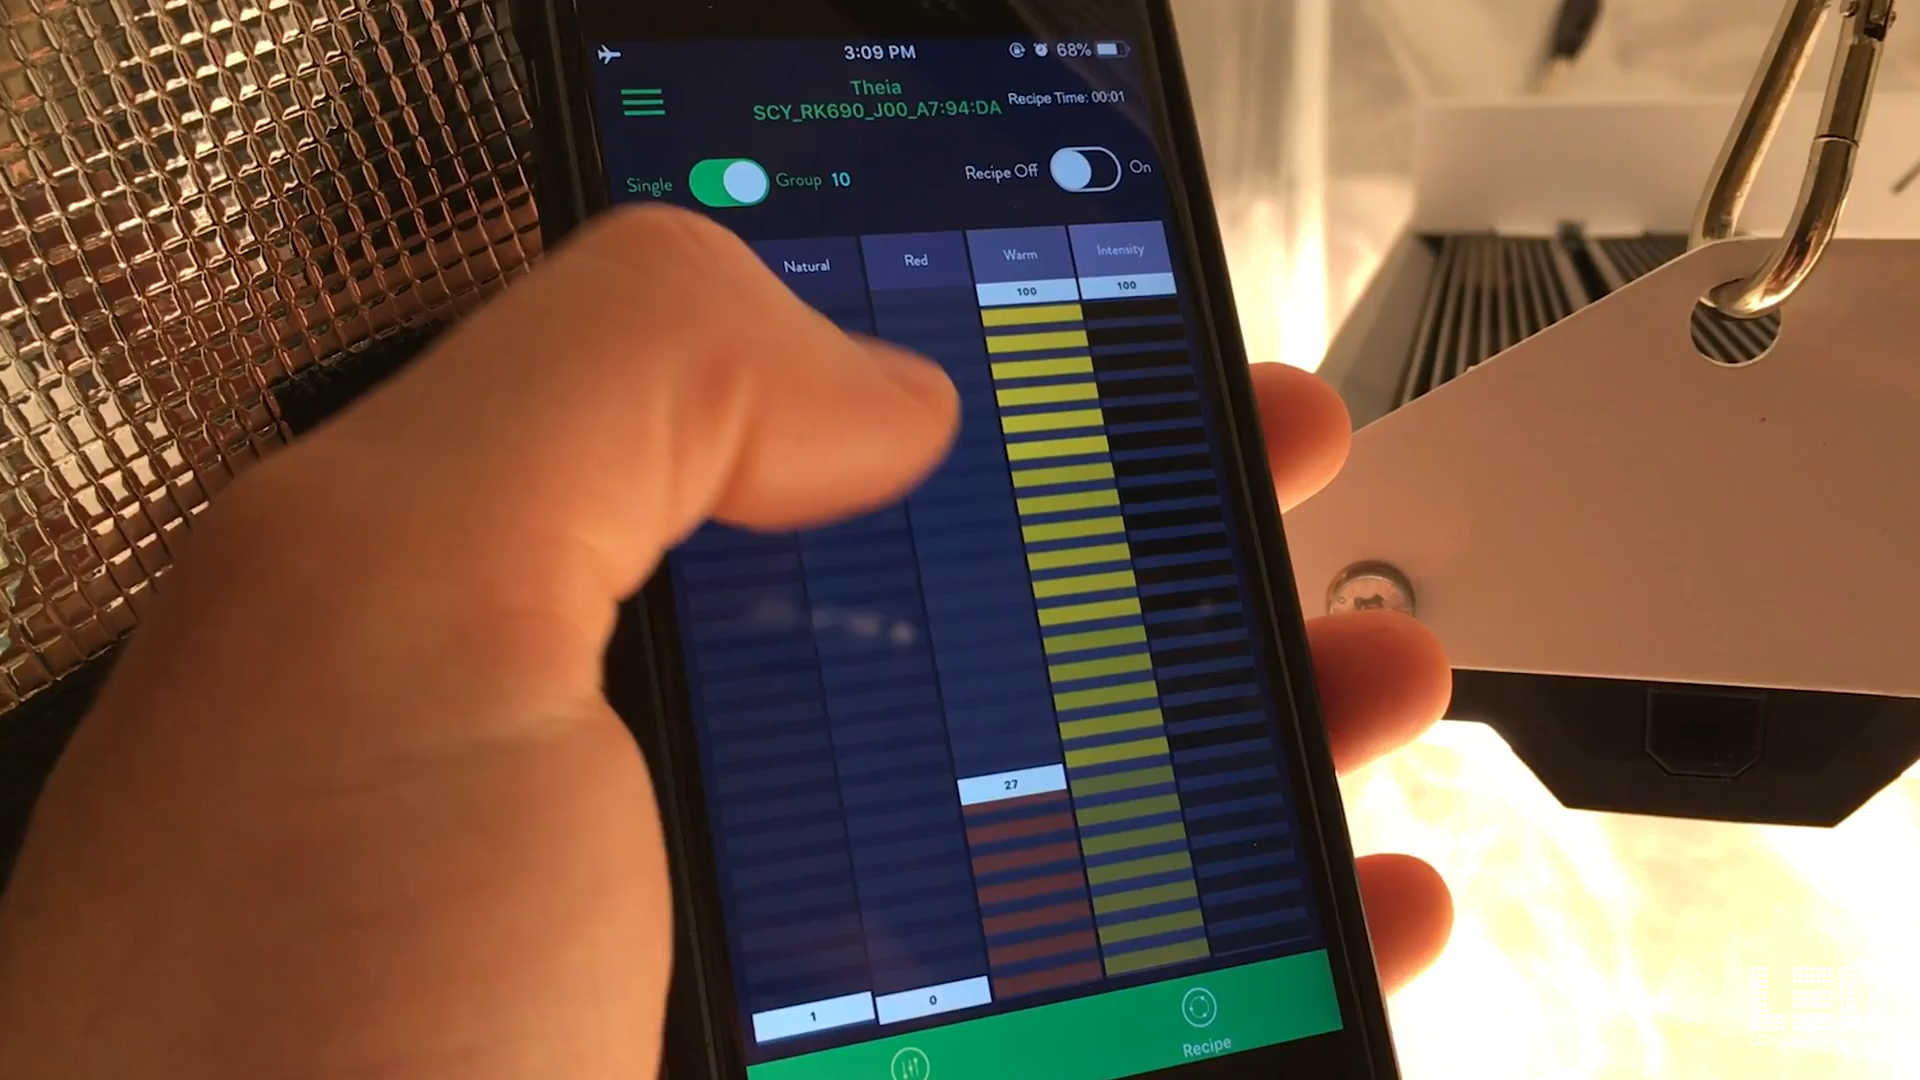 3:09 PM
68%
Theia
SCY_RK690_J00_A7:94:DA
Recipe Time: 00:01
Single
Group 10
Recipe Off
On
Natural
Red
Warm
Intensity
100
100
27
1
0
Recipe